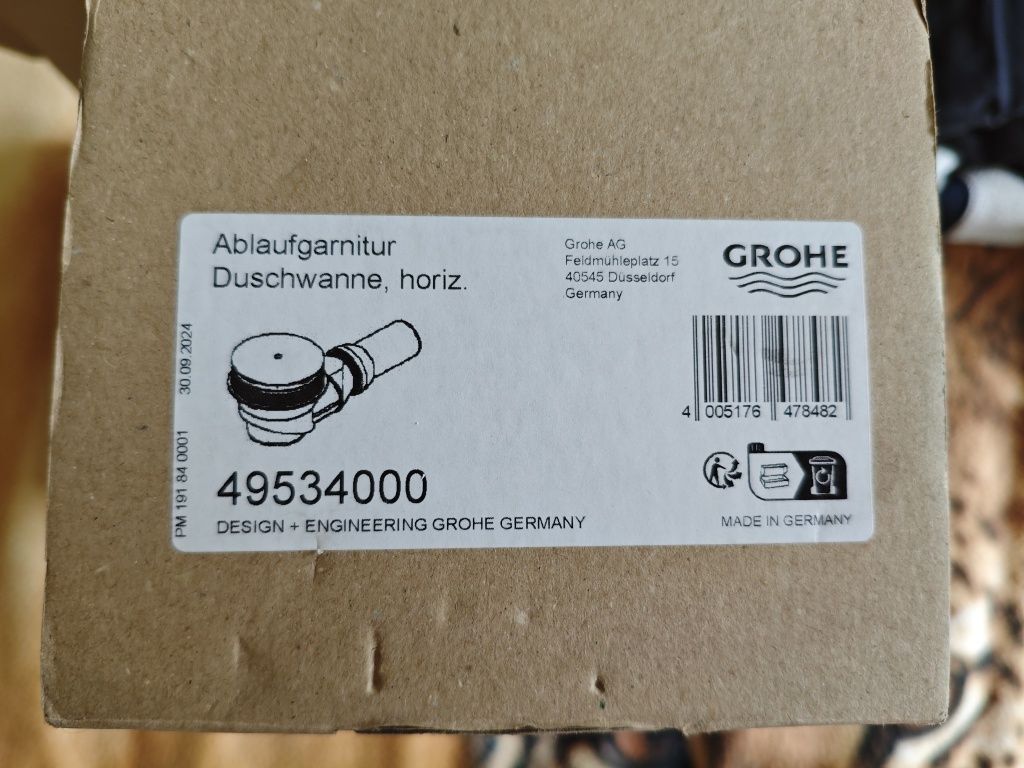 Ablaufgarnitur
Duschwanne, horiz.
Grohe AG
Feldmühleplatz 15
40545 Düsseldorf
Germany
GROHE
30.09.2024
PM 191 84 0001
4 005176 478482
49534000
DESIGN + ENGINEERING GROHE GERMANY
MADE IN GERMANY